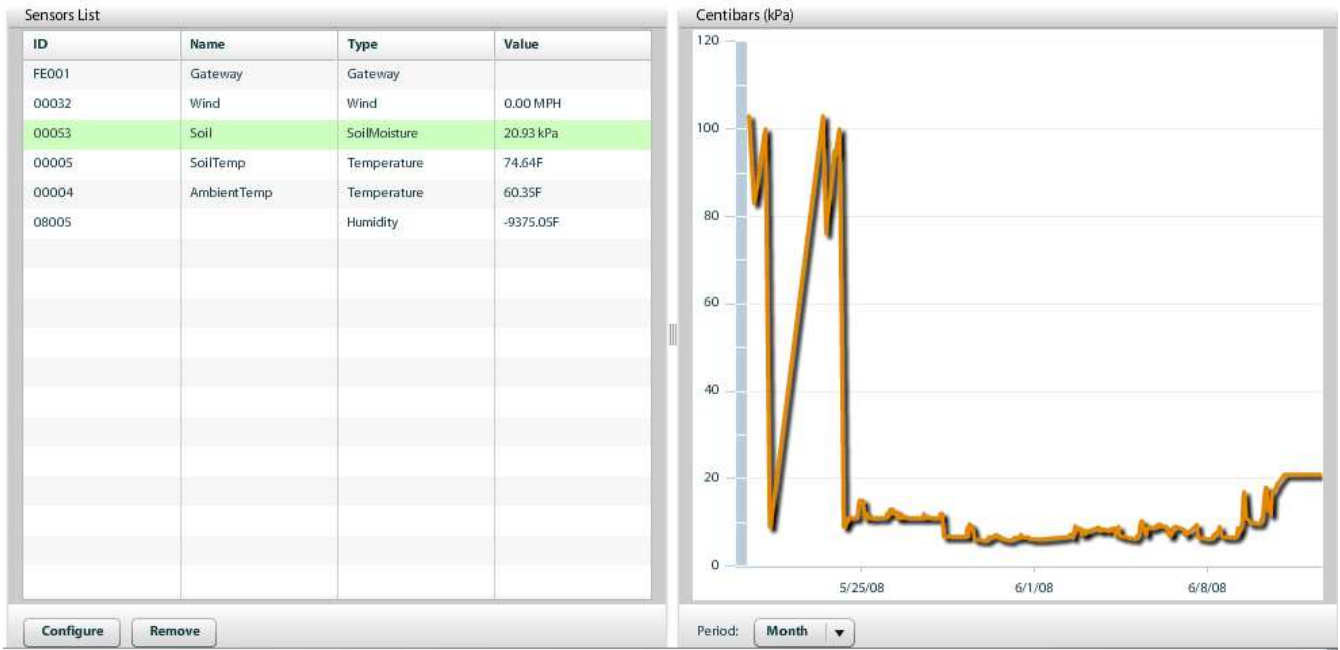 Sensors List
ID Name Type Value
FE001 Gateway Gateway
00032 Wind Wind 0.00 MPH
00053 Soil SoilMoisture 20.93 kPa
00005 SoilTemp Temperature 74.64F
00004 AmbientTemp Temperature 60.35F
08005 Humidity -9375.05F
Configure Remove
Centibars (kPa)
120
100
80
60
40
20
0
5/25/08 6/1/08 6/8/08
Period: Month